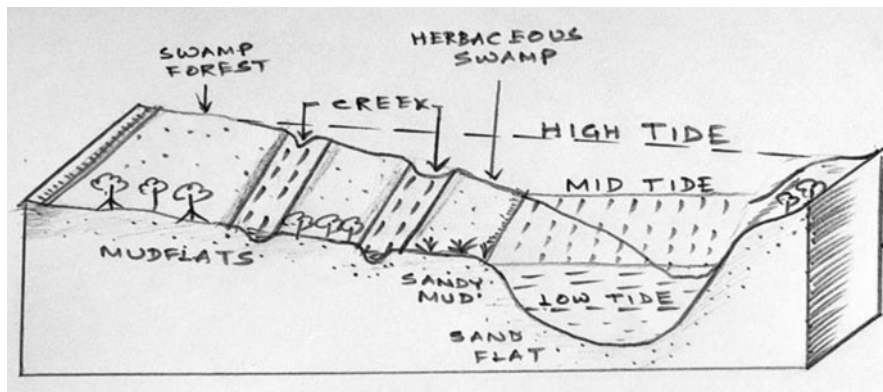 SWAMP
FOREST
CREEK
HERBACEOUS
SWAMP
HIGH TIDE
MID TIDE
MUDFLATS
SANDY
MUD
LOW TIDE
SAND
FLAT